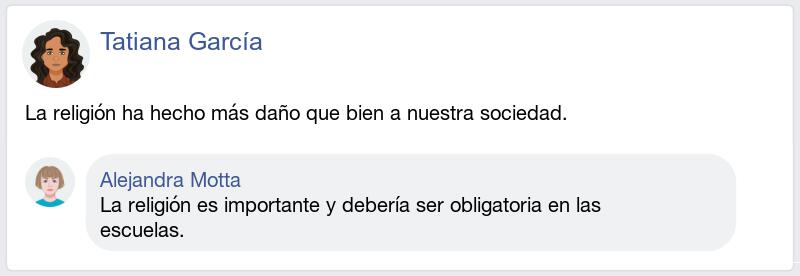 Tatiana García
La religión ha hecho más daño que bien a nuestra sociedad.
Alejandra Motta
La religión es importante y debería ser obligatoria en las
escuelas.